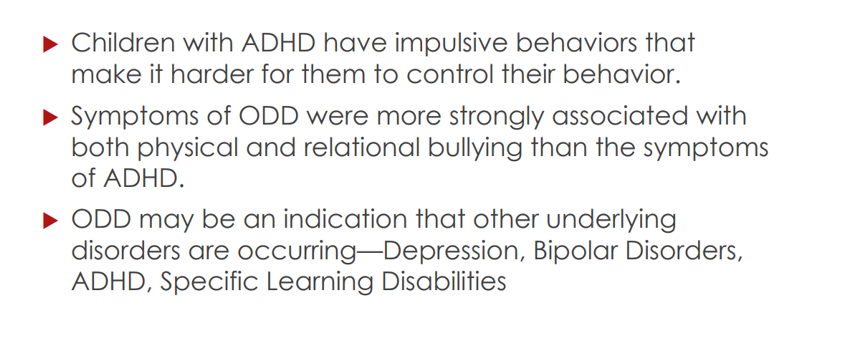 Children with ADHD have impulsive behaviors that
make it harder for them to control their behavior.
Symptoms of ODD were more strongly associated with
both physical and relational bullying than the symptoms
of ADHD.
ODD may be an indication that other underlying
disorders are occurring—Depression, Bipolar Disorders,
ADHD, Specific Learning Disabilities